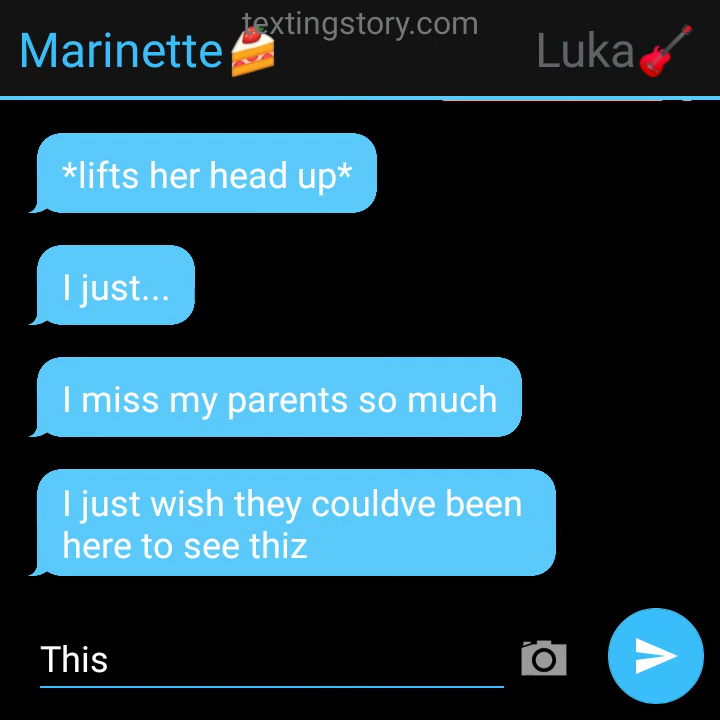 textingstory.com
Marinette🍰 Luka🎸
*lifts her head up*
I just...
I miss my parents so much
I just wish they couldve been
here to see thiz
This